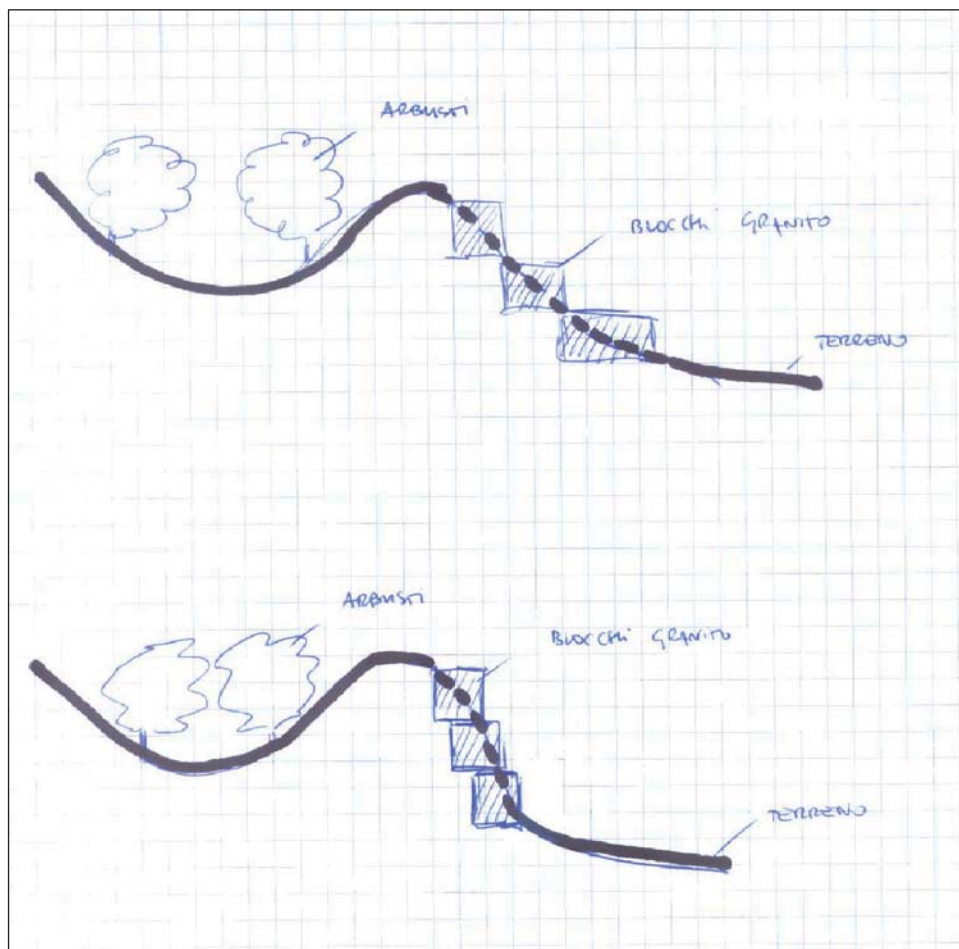 ARBUSTI
BLOCCHI GRANITO
TERRENO
ARBUSTI
BLOCCHI GRANITO
TERRENO